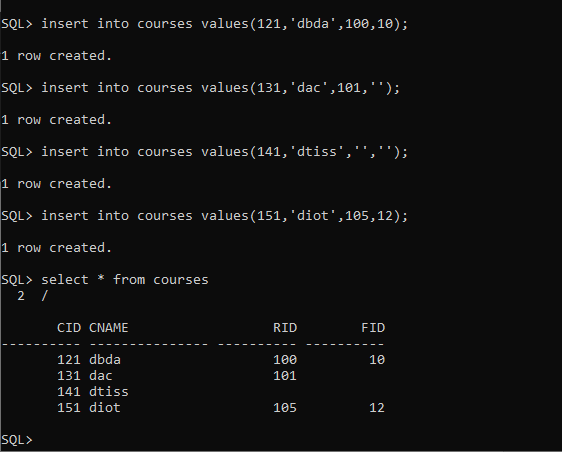 SQL> insert into courses values(121,'dbda',100,10);
1 row created.
SQL> insert into courses values(131,'dac',101,'');
1 row created.
SQL> insert into courses values(141,'dtiss','','');
1 row created.
SQL> insert into courses values(151,'diot',105,12);
1 row created.
SQL> select * from courses
  2  /
       CID CNAME                  RID        FID
---------- --------------- ---------- ----------
       121 dbda                   100         10
       131 dac                    101
       141 dtiss
       151 diot                   105         12
SQL>